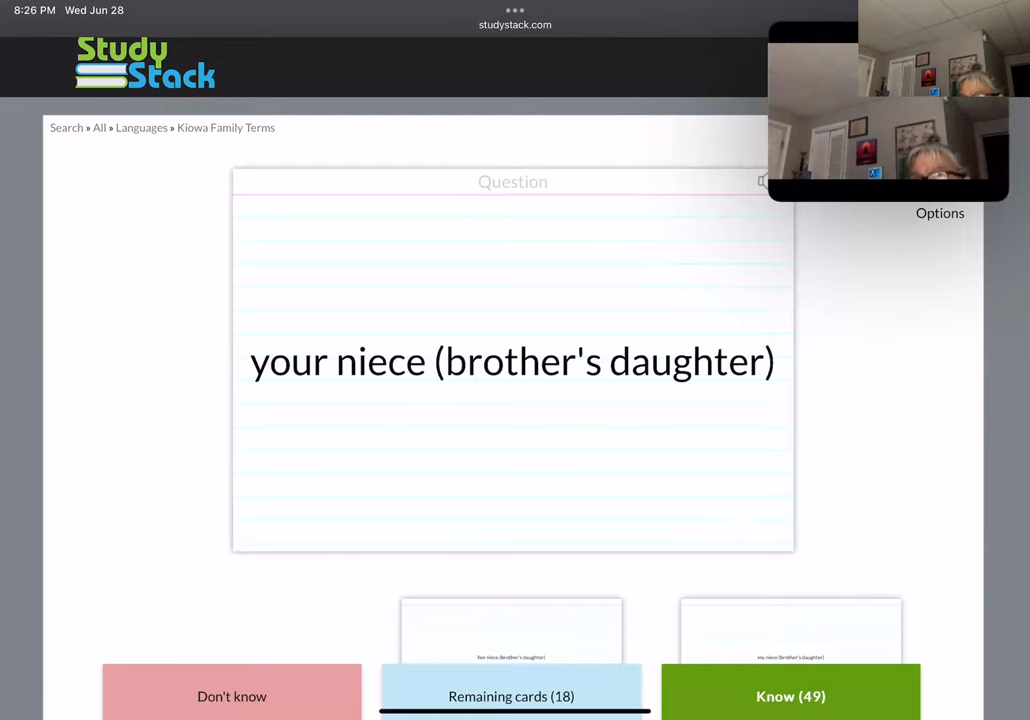 8:26 PM Wed Jun 28
studystack.com
Study
Stack
Search » All » Languages » Kiowa Family Terms
Question
Options
your niece (brother's daughter)
her niece (brother's daughter)
my niece (brother's daughter)
Don't know
Remaining cards (18)
Know (49)